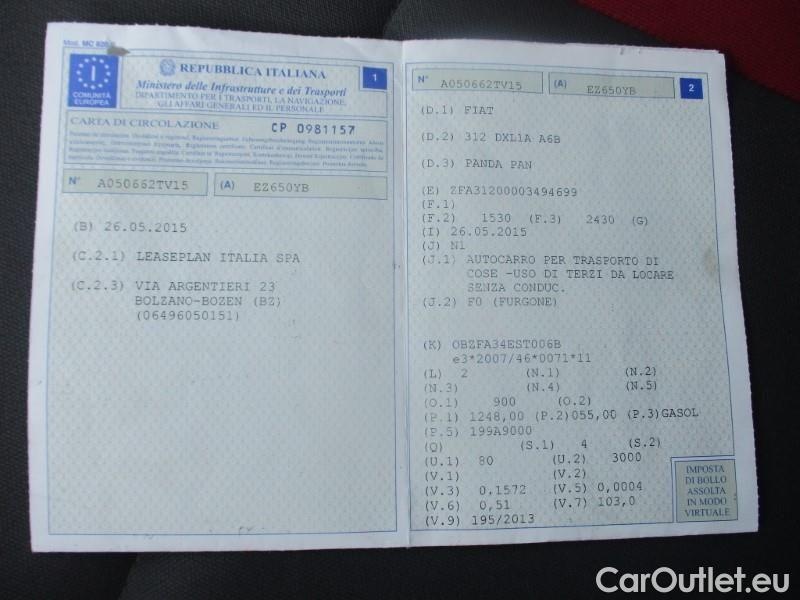 Mod. MC 820
I
COMUNITÀ
EUROPEA
REPUBBLICA ITALIANA
1
Ministero delle Infrastrutture e dei Trasporti
DIPARTIMENTO PER I TRASPORTI, LA NAVIGAZIONE,
GLI AFFARI GENERALI ED IL PERSONALE
CARTA DI CIRCOLAZIONE CP 0981157
N° A050662TV15 (A) EZ650YB
(B) 26.05.2015
(C.2.1) LEASEPLAN ITALIA SPA
(C.2.3) VIA ARGENTIERI 23
BOLZANO-BOZEN (BZ)
(06496050151)
N° A050662TV15 (A) EZ650YB 2
(D.1) FIAT
(D.2) 312 DXL1A A6B
(D.3) PANDA PAN
(E) ZFA31200003494699
(F.1)
(F.2) 1530 (F.3) 2430 (G)
(I) 26.05.2015
(J) N1
(J.1) AUTOCARRO PER TRASPORTO DI
COSE -USO DI TERZI DA LOCARE
SENZA CONDUC.
(J.2) F0 (FURGONE)
(K) OBZFA34EST006B
e3*2007/46*0071*11
(L) 2 (N.1) (N.2)
(N.3) (N.4) (N.5)
(O.1) 900 (O.2)
(P.1) 1248,00 (P.2)055,00 (P.3)GASOL
(P.5) 199A9000
(Q) (S.1) 4 (S.2)
(U.1) 80 (U.2) 3000
(V.1) (V.2)
(V.3) 0,1572 (V.5) 0,0004
(V.6) 0,51 (V.7) 103,0
(V.9) 195/2013
IMPOSTA
DI BOLLO
ASSOLTA
IN MODO
VIRTUALE
CarOutlet.eu